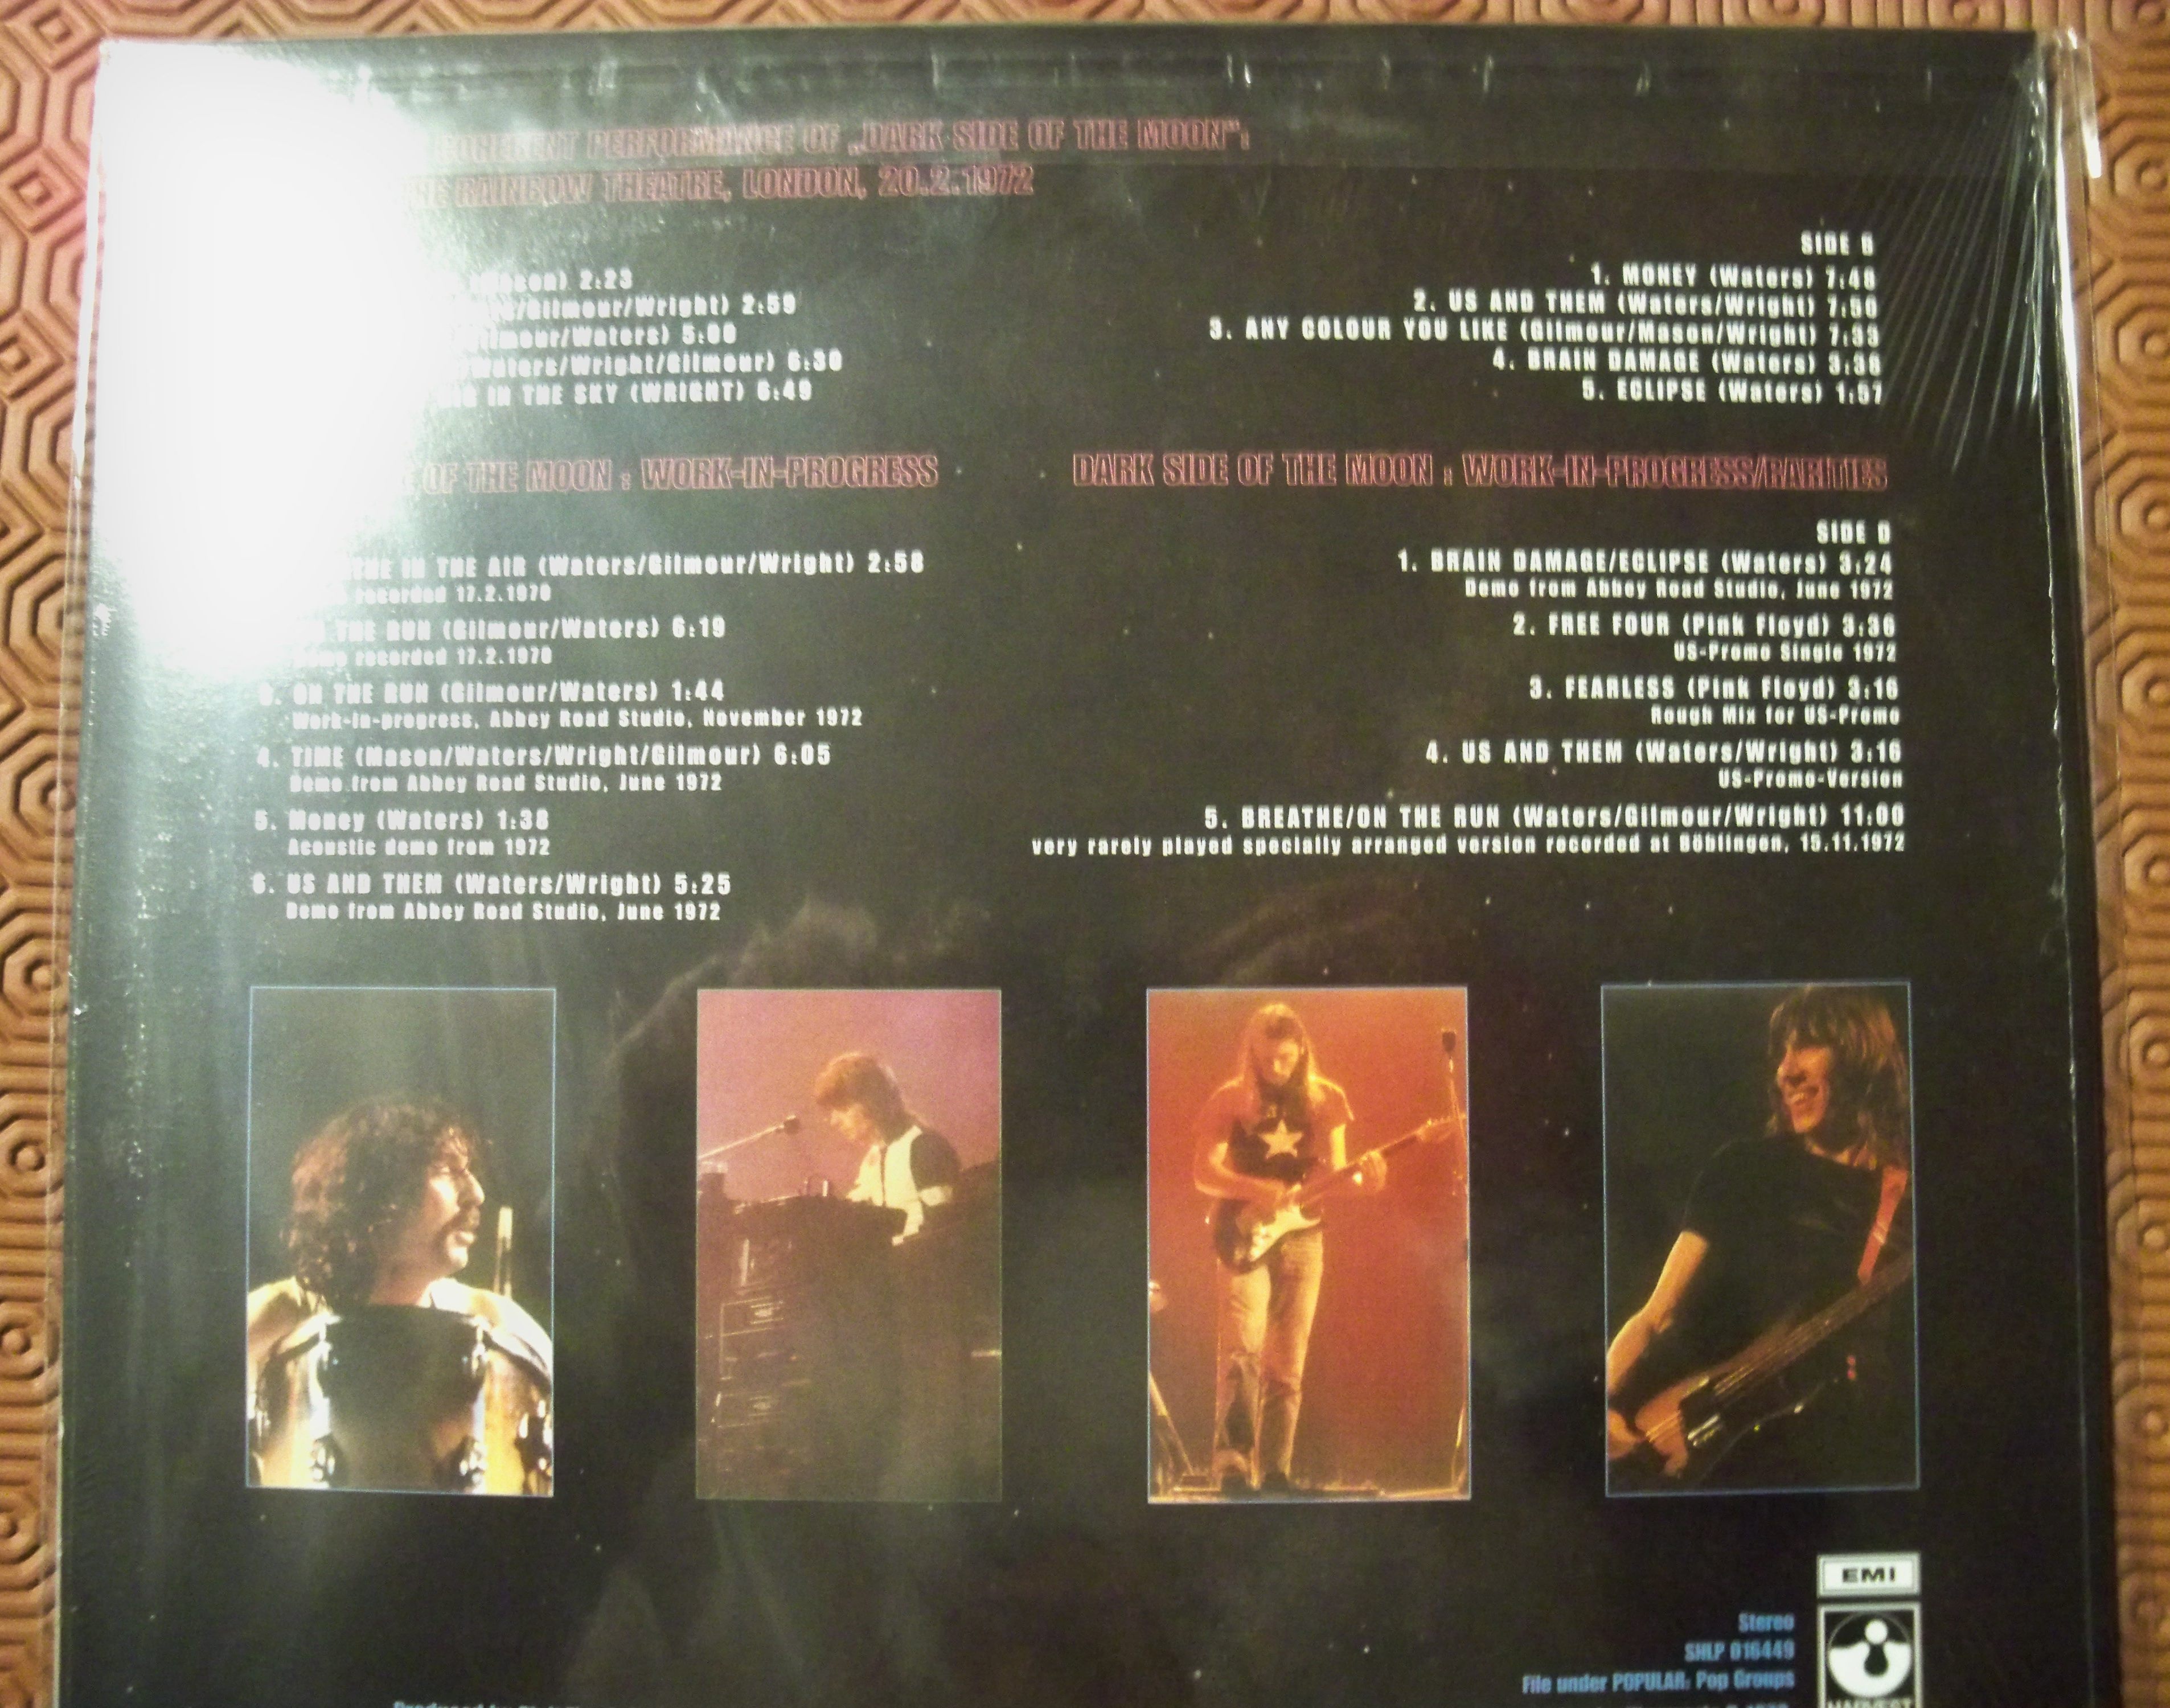 PERFORMANCE OF „DARK SIDE OF THE MOON":
RAINBOW THEATRE, LONDON, 20.2.1972
2:23
/Gilmour/Wright) 2:59
/Waters) 5:00
/Wright/Gilmour) 6:30
IN THE SKY (WRIGHT) 6:49
SIDE B
1. MONEY (Waters) 7:48
2. US AND THEM (Waters/Wright) 7:50
3. ANY COLOUR YOU LIKE (Gilmour/Mason/Wright) 7:33
4. BRAIN DAMAGE (Waters) 3:38
5. ECLIPSE (Waters) 1:57
OF THE MOON : WORK-IN-PROGRESS
IN THE AIR (Waters/Gilmour/Wright) 2:58
recorded 17.2.1970
THE RUN (Gilmour/Waters) 6:19
recorded 17.2.1970
3. ON THE RUN (Gilmour/Waters) 1:44
Work-in-progress, Abbey Road Studio, November 1972
4. TIME (Mason/Waters/Wright/Gilmour) 6:05
Demo from Abbey Road Studio, June 1972
5. Money (Waters) 1:38
Acoustic demo from 1972
6. US AND THEM (Waters/Wright) 5:25
Demo from Abbey Road Studio, June 1972
DARK SIDE OF THE MOON : WORK-IN-PROGRESS/RARITIES
SIDE D
1. BRAIN DAMAGE/ECLIPSE (Waters) 3:24
Demo from Abbey Road Studio, June 1972
2. FREE FOUR (Pink Floyd) 3:36
US-Promo Single 1972
3. FEARLESS (Pink Floyd) 3:16
Rough Mix for US-Promo
4. US AND THEM (Waters/Wright) 3:16
US-Promo-Version
5. BREATHE/ON THE RUN (Waters/Gilmour/Wright) 11:00
very rarely played specially arranged version recorded at Böblingen, 15.11.1972
EMI
Stereo
SHLP 016449
File under POPULAR: Pop Groups
HARVEST